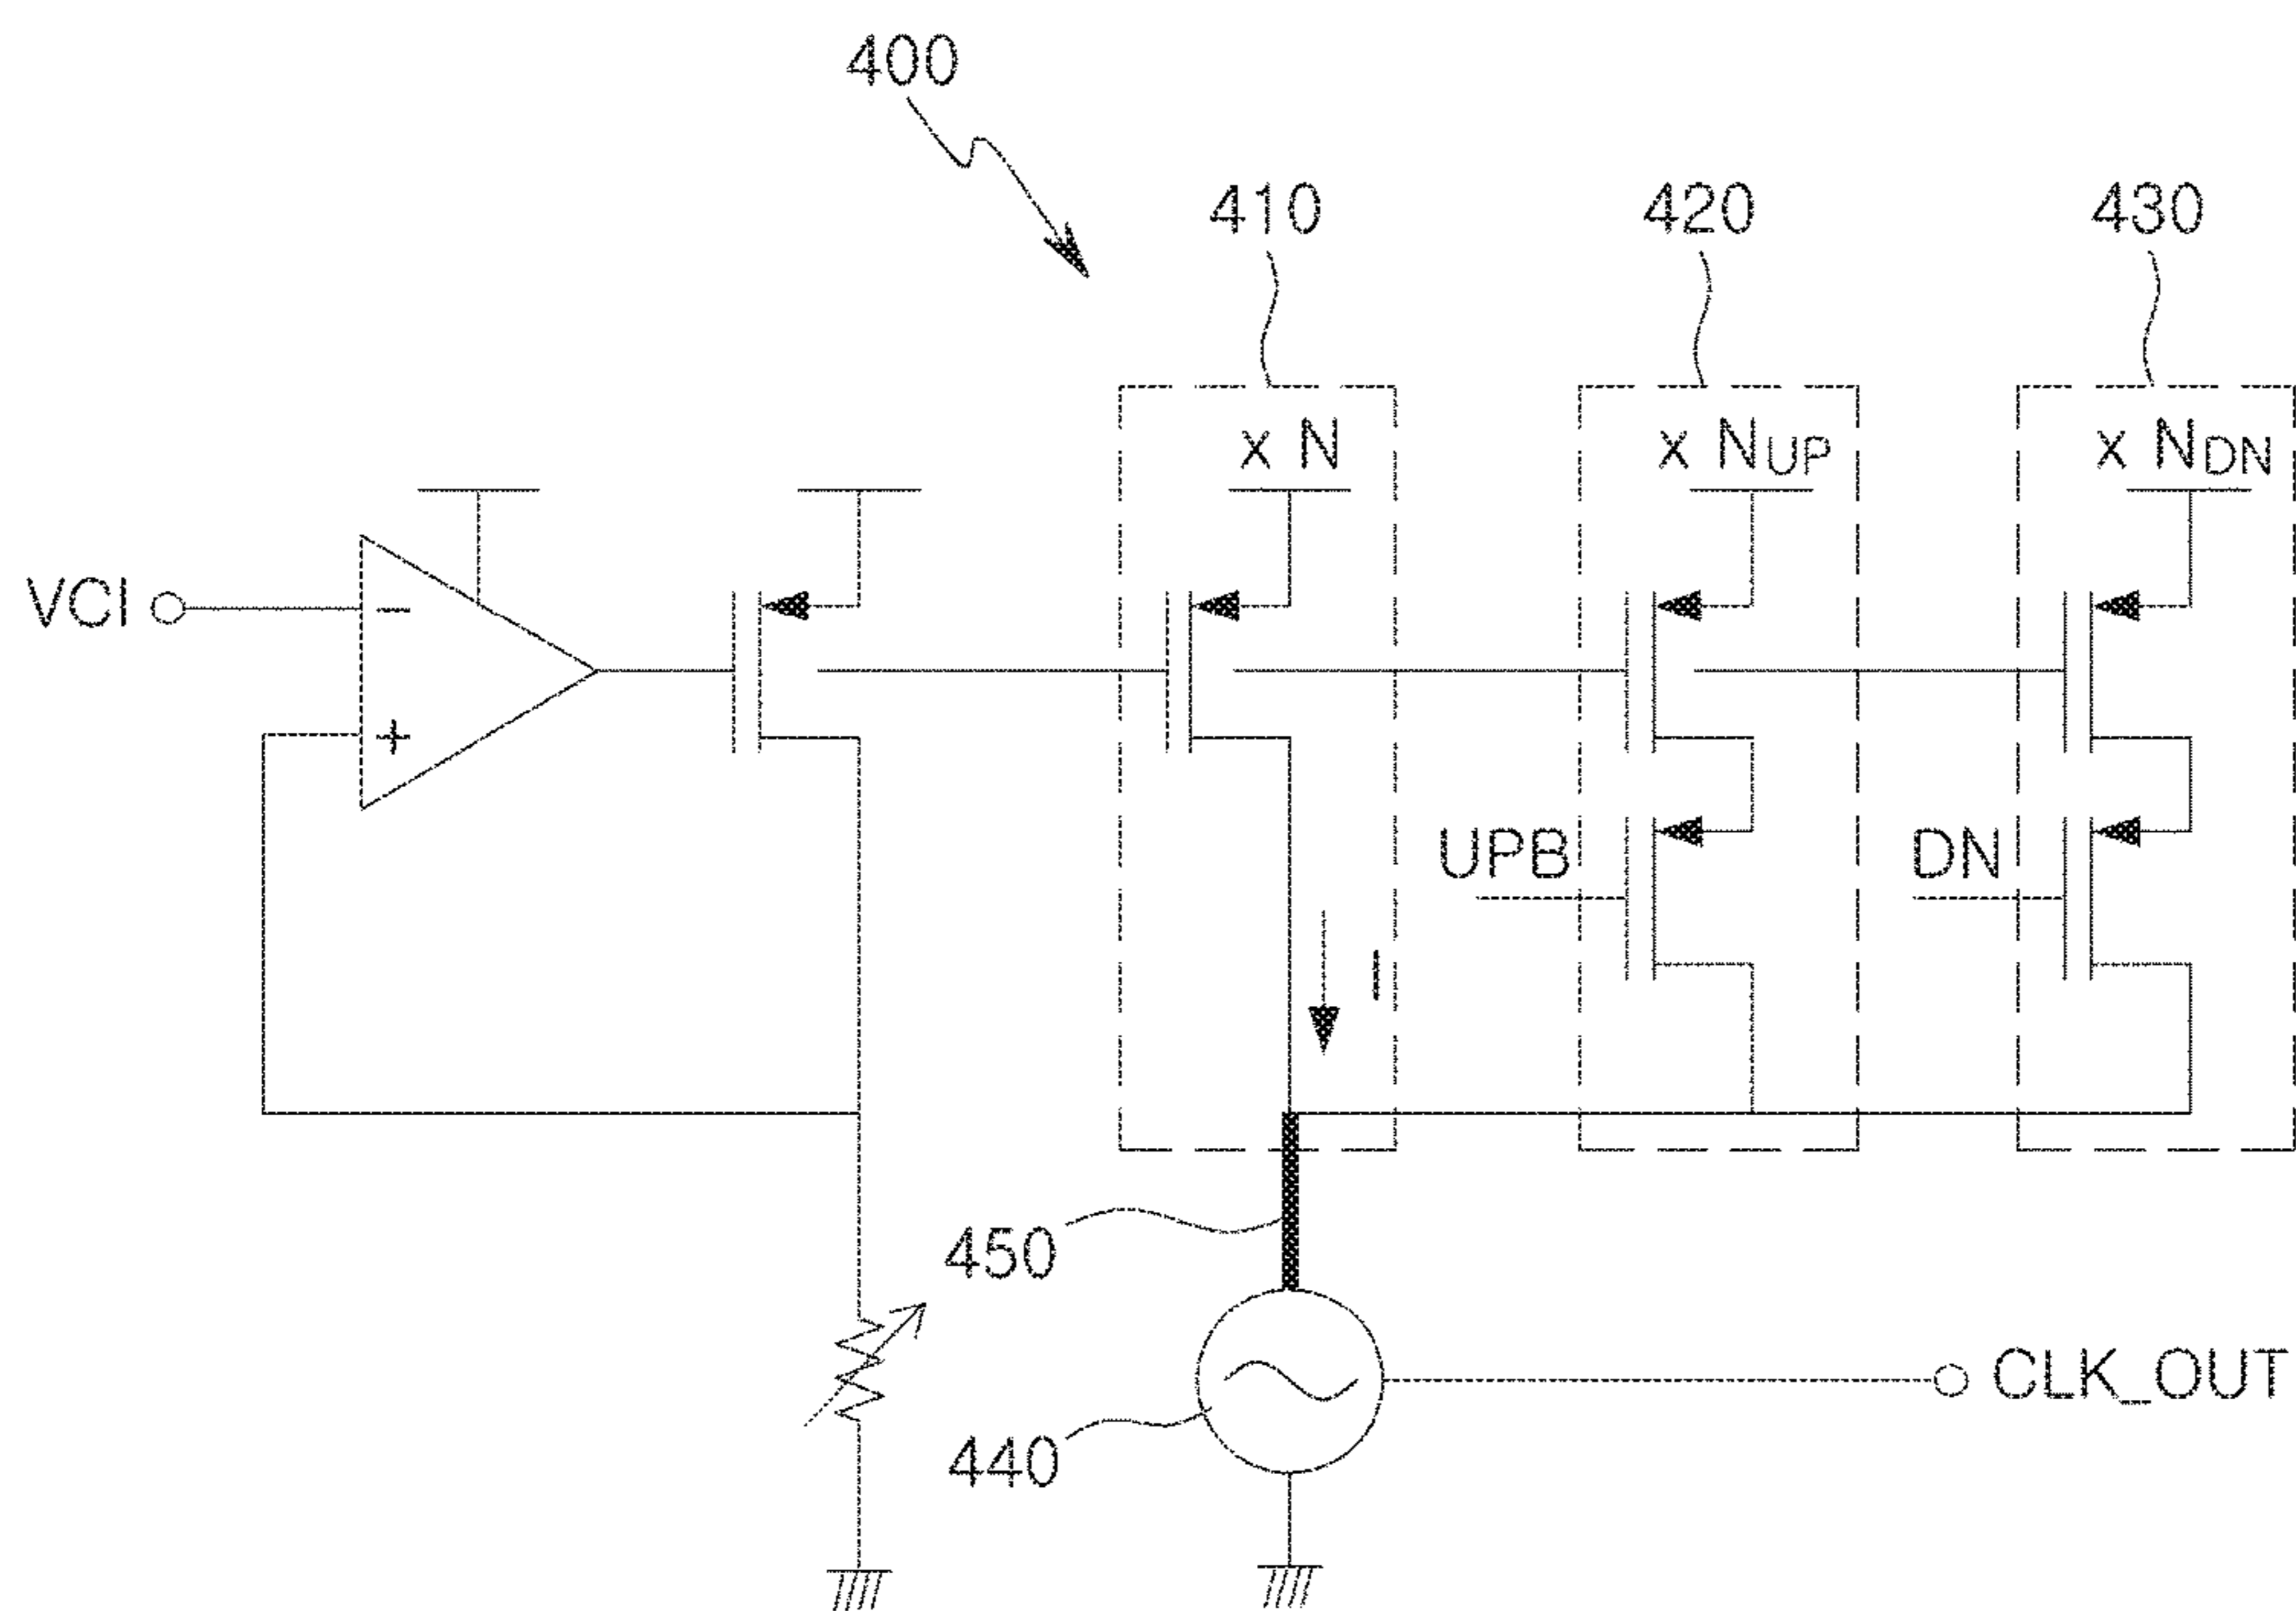 400
410
420
430
x N
x NUP
x NDN
VCI
−
+
UPB
DN
I
450
440
CLK_OUT